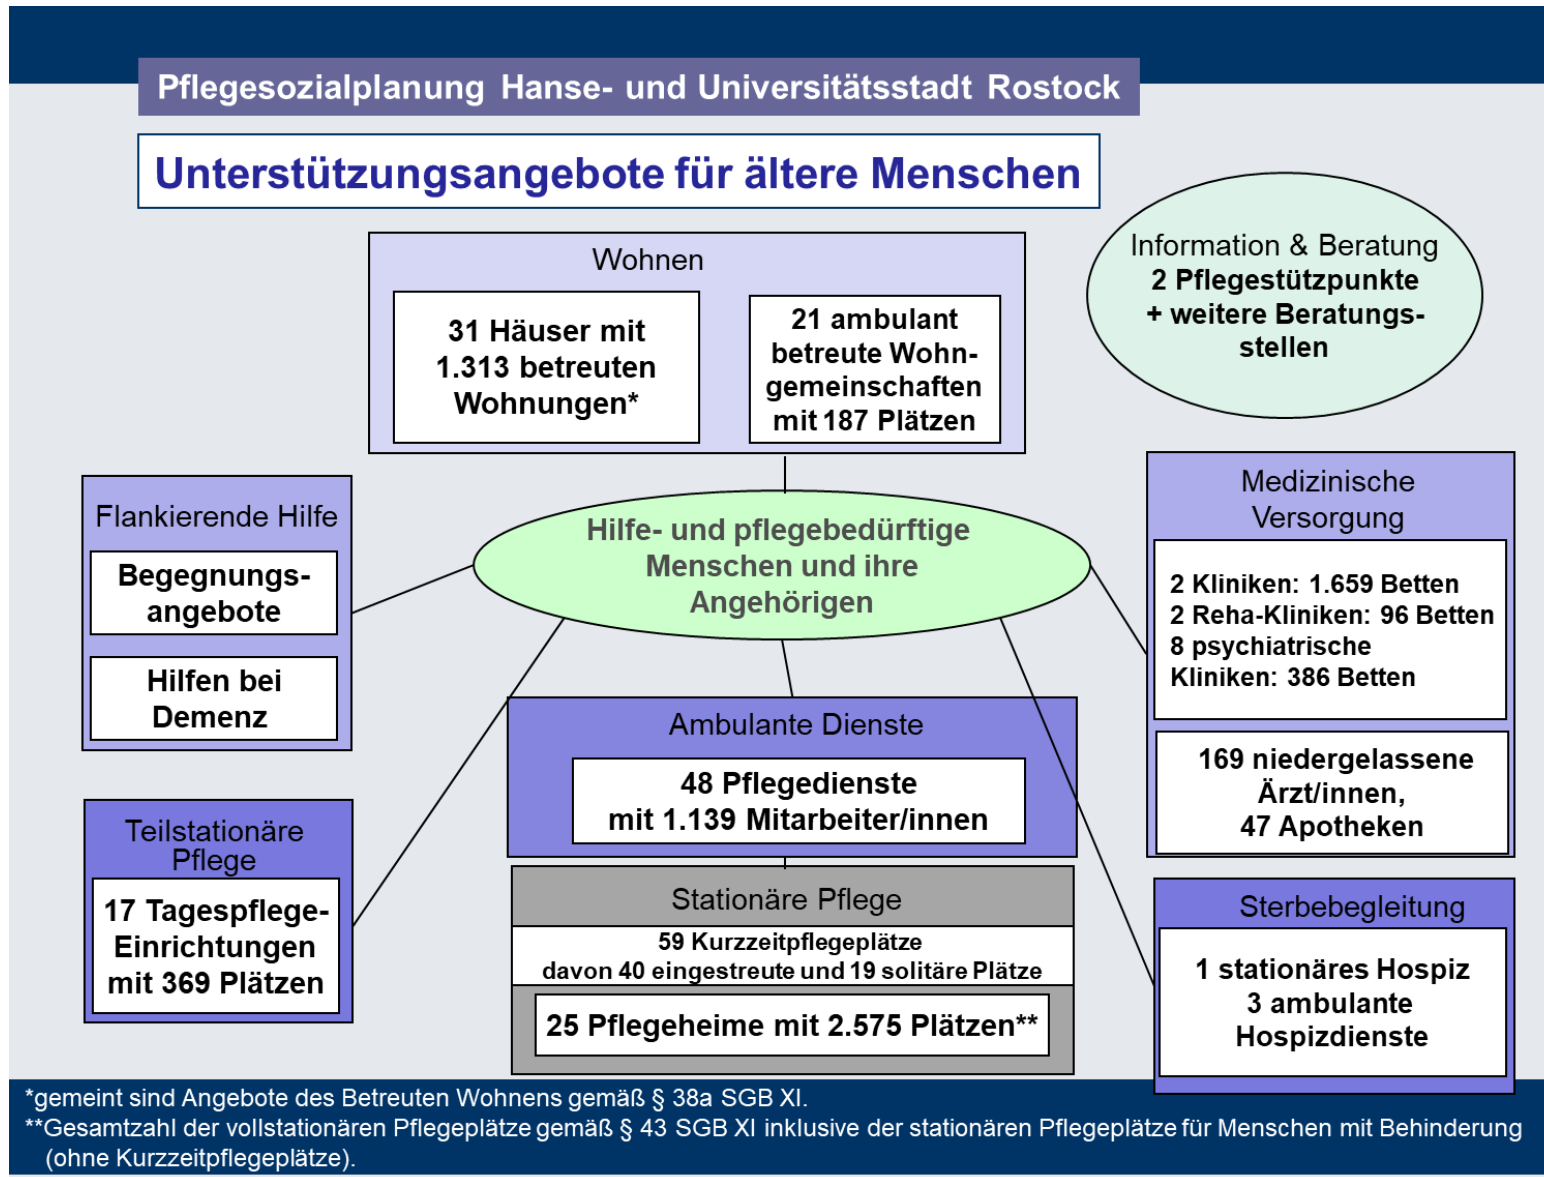 Pflegesozialplanung Hanse- und Universitätsstadt Rostock
Unterstützungsangebote für ältere Menschen
Information & Beratung
2 Pflegestützpunkte
+ weitere Beratungs-
stellen
Wohnen
31 Häuser mit
1.313 betreuten
Wohnungen*
21 ambulant
betreute Wohn-
gemeinschaften
mit 187 Plätzen
Flankierende Hilfe
Begegnungs-
angebote
Hilfen bei
Demenz
Hilfe- und pflegebedürftige
Menschen und ihre
Angehörigen
Medizinische
Versorgung
2 Kliniken: 1.659 Betten
2 Reha-Kliniken: 96 Betten
8 psychiatrische
Kliniken: 386 Betten
169 niedergelassene
Ärzt/innen,
47 Apotheken
Ambulante Dienste
48 Pflegedienste
mit 1.139 Mitarbeiter/innen
Teilstationäre
Pflege
17 Tagespflege-
Einrichtungen
mit 369 Plätzen
Stationäre Pflege
59 Kurzzeitpflegeplätze
davon 40 eingestreute und 19 solitäre Plätze
25 Pflegeheime mit 2.575 Plätzen**
Sterbebegleitung
1 stationäres Hospiz
3 ambulante
Hospizdienste
*gemeint sind Angebote des Betreuten Wohnens gemäß § 38a SGB XI.
**Gesamtzahl der vollstationären Pflegeplätze gemäß § 43 SGB XI inklusive der stationären Pflegeplätze für Menschen mit Behinderung
(ohne Kurzzeitpflegeplätze).